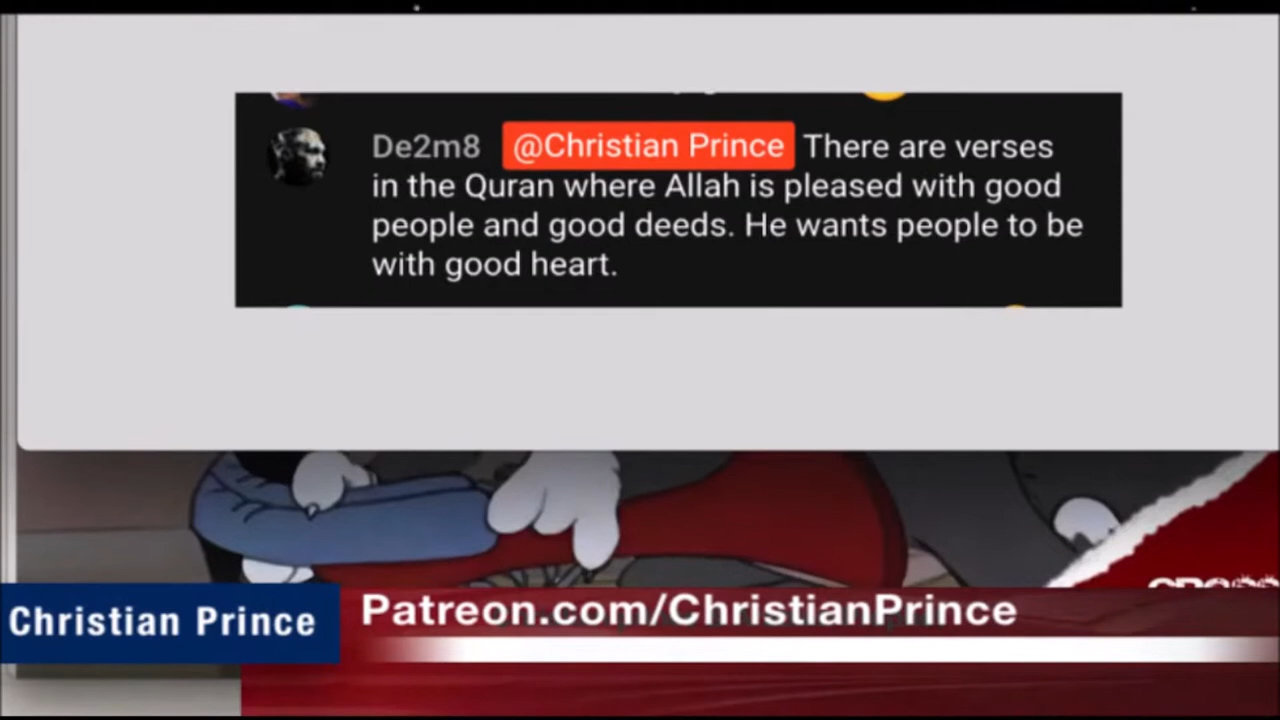 De2m8 @Christian Prince There are verses
in the Quran where Allah is pleased with good
people and good deeds. He wants people to be
with good heart.
Patreon.com/ChristianPrince
Christian Prince